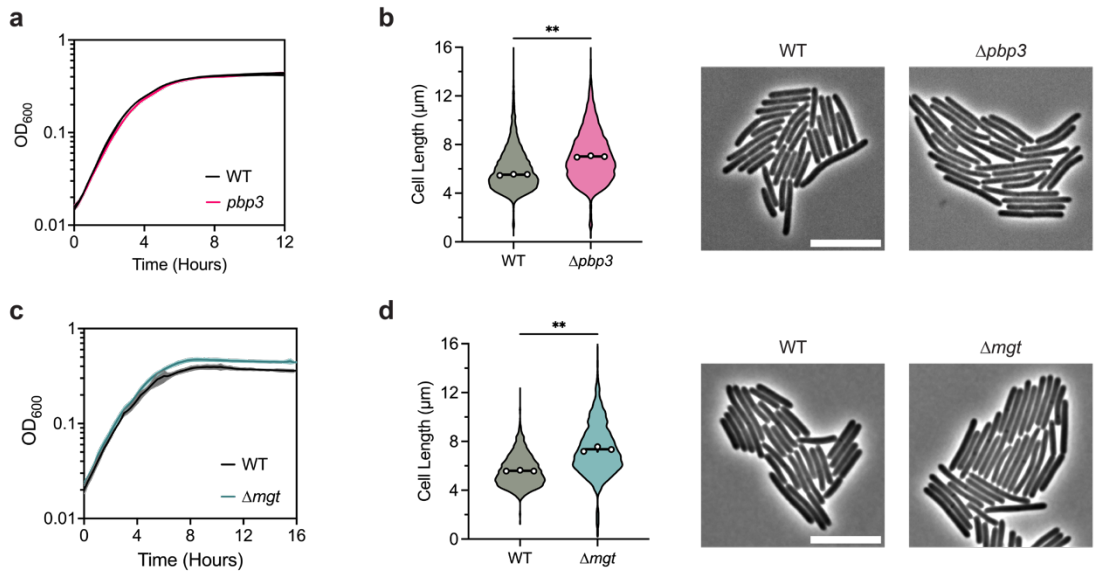 a
1
0.1
0.01
OD600
WT
pbp3
0 4 8 12
Time (Hours)
b
**
16
12
8
4
0
Cell Length (µm)
WT Δpbp3
WT Δpbp3
c
1
0.1
0.01
OD600
WT
Δmgt
0 4 8 12 16
Time (Hours)
d
**
16
12
8
4
0
Cell Length (µm)
WT Δmgt
WT Δmgt